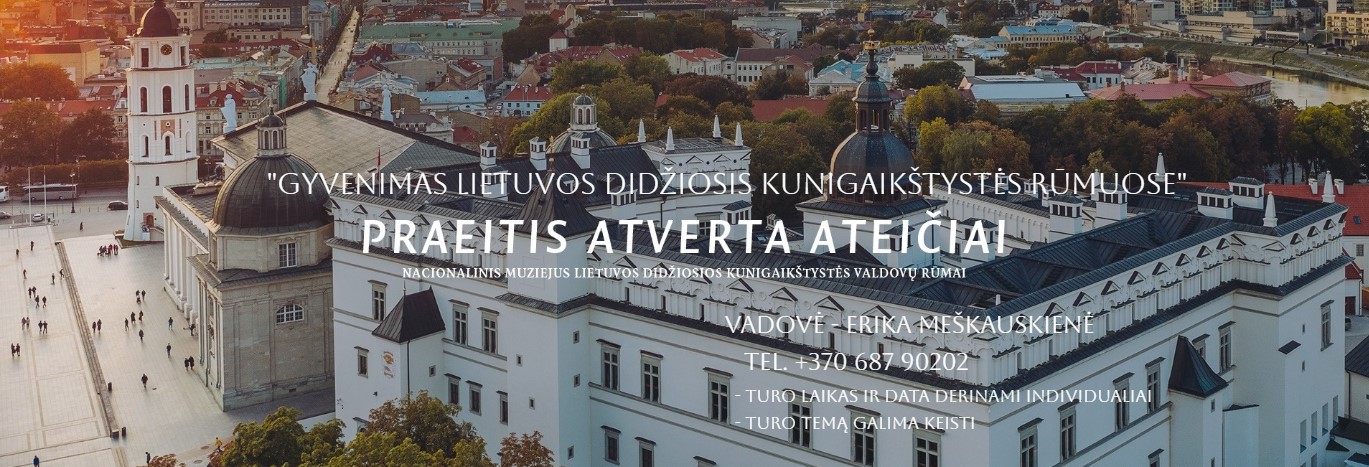 "GYVENIMAS LIETUVOS DIDŽIOSIS KUNIGAIKŠTYSTĖS RŪMUOSE"
PRAEITIS ATVERTA ATEIČIAI
NACIONALINIS MUZIEJUS LIETUVOS DIDŽIOSIOS KUNIGAIKŠTYSTĖS VALDOVŲ RŪMAI
VADOVĖ - ERIKA MEŠKAUSKIENĖ
TEL. +370 687 90202
- TURO LAIKAS IR DATA DERINAMI INDIVIDUALIAI
- TURO TEMĄ GALIMA KEISTI